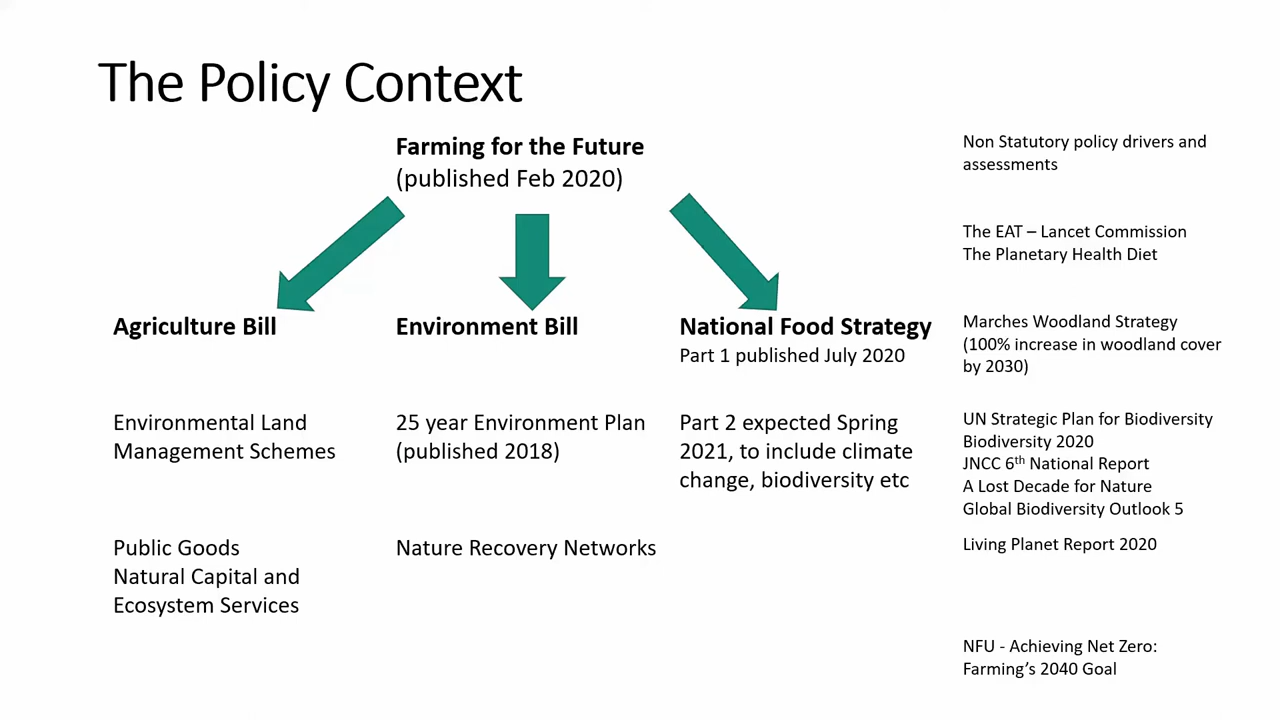 The Policy Context
Farming for the Future
(published Feb 2020)
Agriculture Bill
Environmental Land
Management Schemes
Public Goods
Natural Capital and
Ecosystem Services
Environment Bill
25 year Environment Plan
(published 2018)
Nature Recovery Networks
National Food Strategy
Part 1 published July 2020
Part 2 expected Spring
2021, to include climate
change, biodiversity etc
Non Statutory policy drivers and
assessments
The EAT – Lancet Commission
The Planetary Health Diet
Marches Woodland Strategy
(100% increase in woodland cover
by 2030)
UN Strategic Plan for Biodiversity
Biodiversity 2020
JNCC 6th National Report
A Lost Decade for Nature
Global Biodiversity Outlook 5
Living Planet Report 2020
NFU - Achieving Net Zero:
Farming’s 2040 Goal